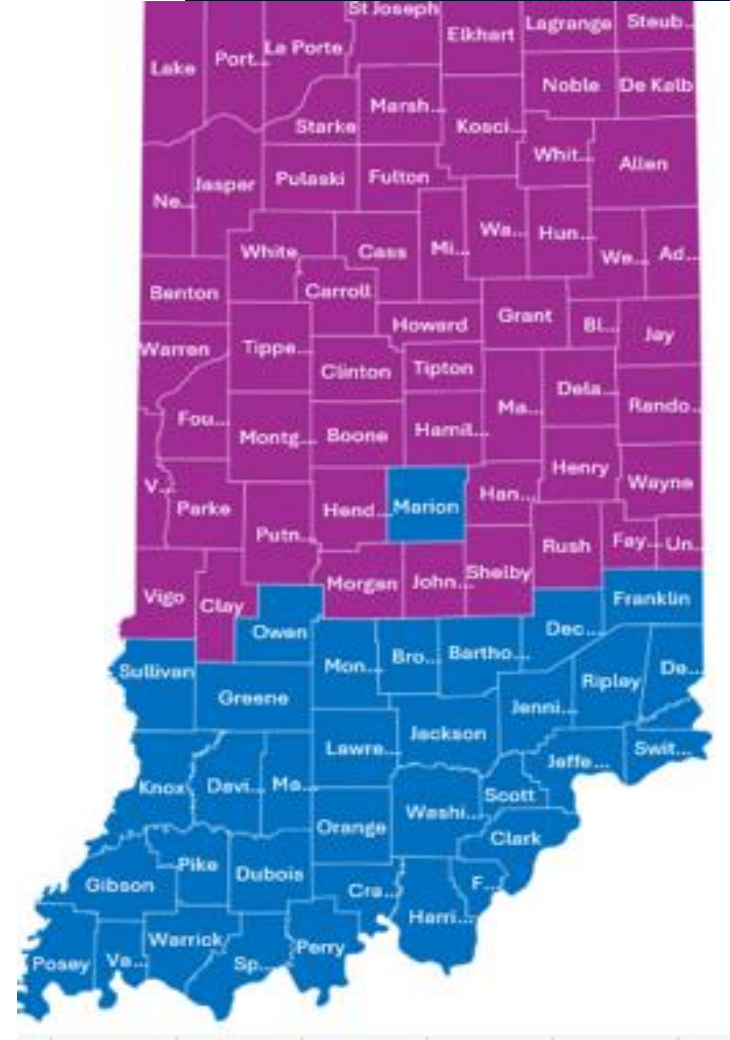 St Joseph
Elkhart
Lagrange
Steub...
Lake
Port...
La Porte
Noble
De Kalb
Marsh...
Starke
Kosci...
Whit...
Allen
Ne...
Jasper
Pulaski
Fulton
White
Cass
Mi...
Wa...
Hun...
We...
Ad...
Benton
Carroll
Howard
Grant
Bl...
Jay
Warren
Tippe...
Clinton
Tipton
Ma...
Dela...
Rando...
Fou...
Montg...
Boone
Hamil...
Henry
Wayne
V...
Parke
Putn...
Hend...
Marion
Han...
Rush
Fay...
Un...
Vigo
Clay
Morgan
John...
Shelby
Franklin
Owen
Dec...
Sullivan
Greene
Mon...
Bro...
Bartho...
Jenni...
Ripley
De...
Lawre...
Jackson
Jeffe...
Swit...
Knox
Davi...
Ma...
Orange
Washi...
Scott
Clark
Gibson
Pike
Dubois
Cra...
F...
Harri...
Posey
Va...
Warrick
Sp...
Perry